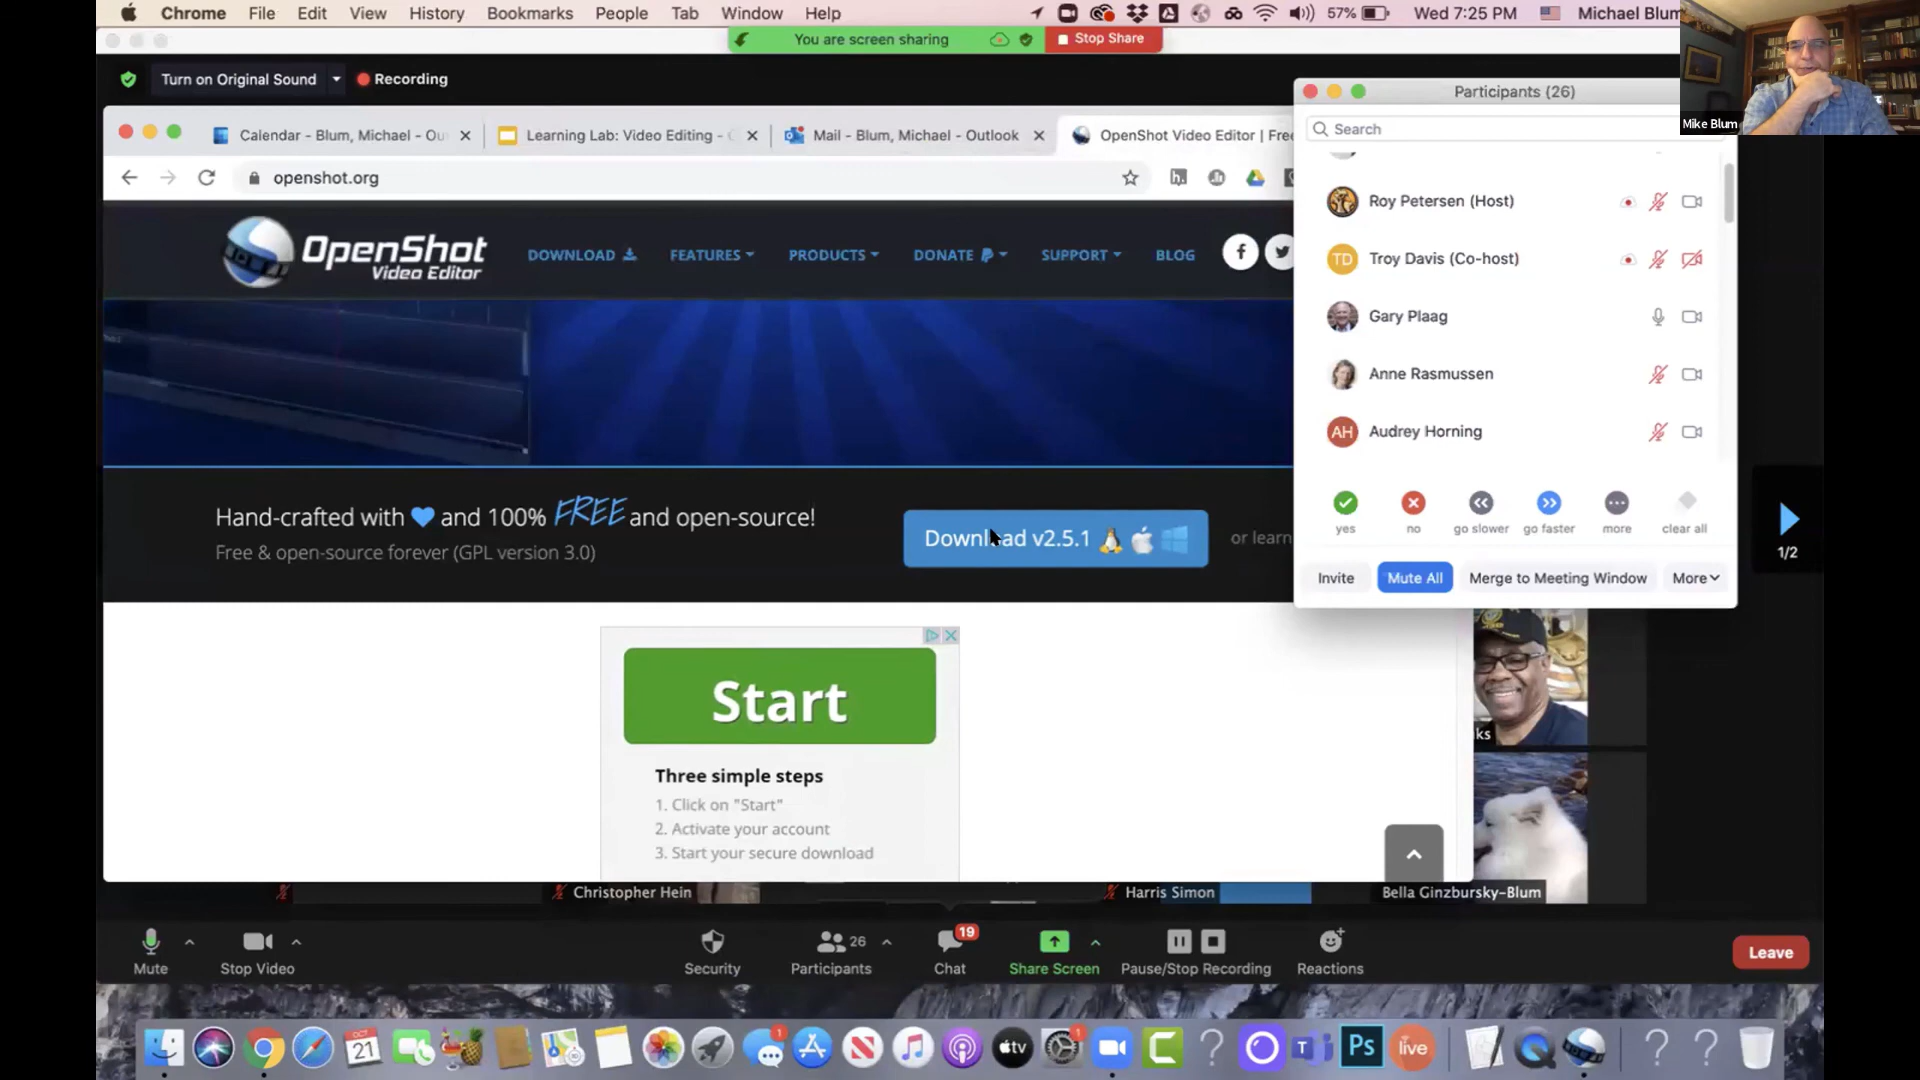 Chrome File Edit View History Bookmarks People Tab Window Help 57% Wed 7:25 PM Michael Blum
You are screen sharing Stop Share
Turn on Original Sound Recording
Mike Blum
Participants (26)
Search
Calendar - Blum, Michael - Ou
Learning Lab: Video Editing -
Mail - Blum, Michael - Outlook
OpenShot Video Editor | Fre
openshot.org
OpenShot
Video Editor
DOWNLOAD FEATURES PRODUCTS DONATE SUPPORT BLOG
Roy Petersen (Host)
TD Troy Davis (Co-host)
Gary Plaag
Anne Rasmussen
AH Audrey Horning
yes no go slower go faster more clear all
Invite Mute All Merge to Meeting Window More
1/2
Hand-crafted with and 100% FREE and open-source!
Free & open-source forever (GPL version 3.0)
Download v2.5.1
or learn
Start
Three simple steps
1. Click on "Start"
2. Activate your account
3. Start your secure download
ks
Christopher Hein
Harris Simon
Bella Ginzbursky-Blum
Mute Stop Video Security Participants 26 Chat 19 Share Screen Pause/Stop Recording Reactions Leave
OCT
21
1
1
tv
T
Ps
live